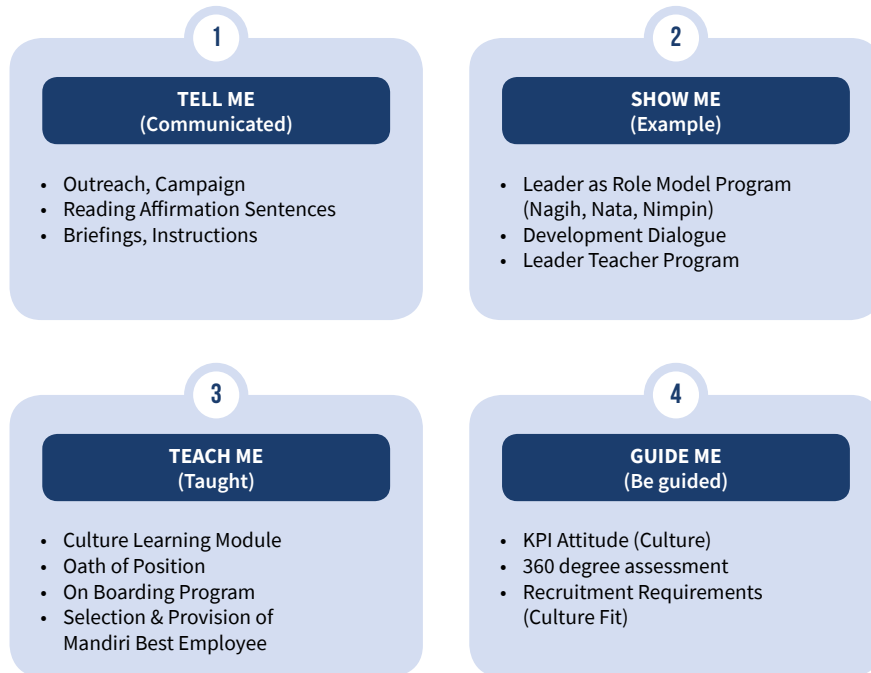 1
TELL ME
(Communicated)
• Outreach, Campaign
• Reading Affirmation Sentences
• Briefings, Instructions
2
SHOW ME
(Example)
• Leader as Role Model Program
(Nagih, Nata, Nimpin)
• Development Dialogue
• Leader Teacher Program
3
TEACH ME
(Taught)
• Culture Learning Module
• Oath of Position
• On Boarding Program
• Selection & Provision of
Mandiri Best Employee
4
GUIDE ME
(Be guided)
• KPI Attitude (Culture)
• 360 degree assessment
• Recruitment Requirements
(Culture Fit)